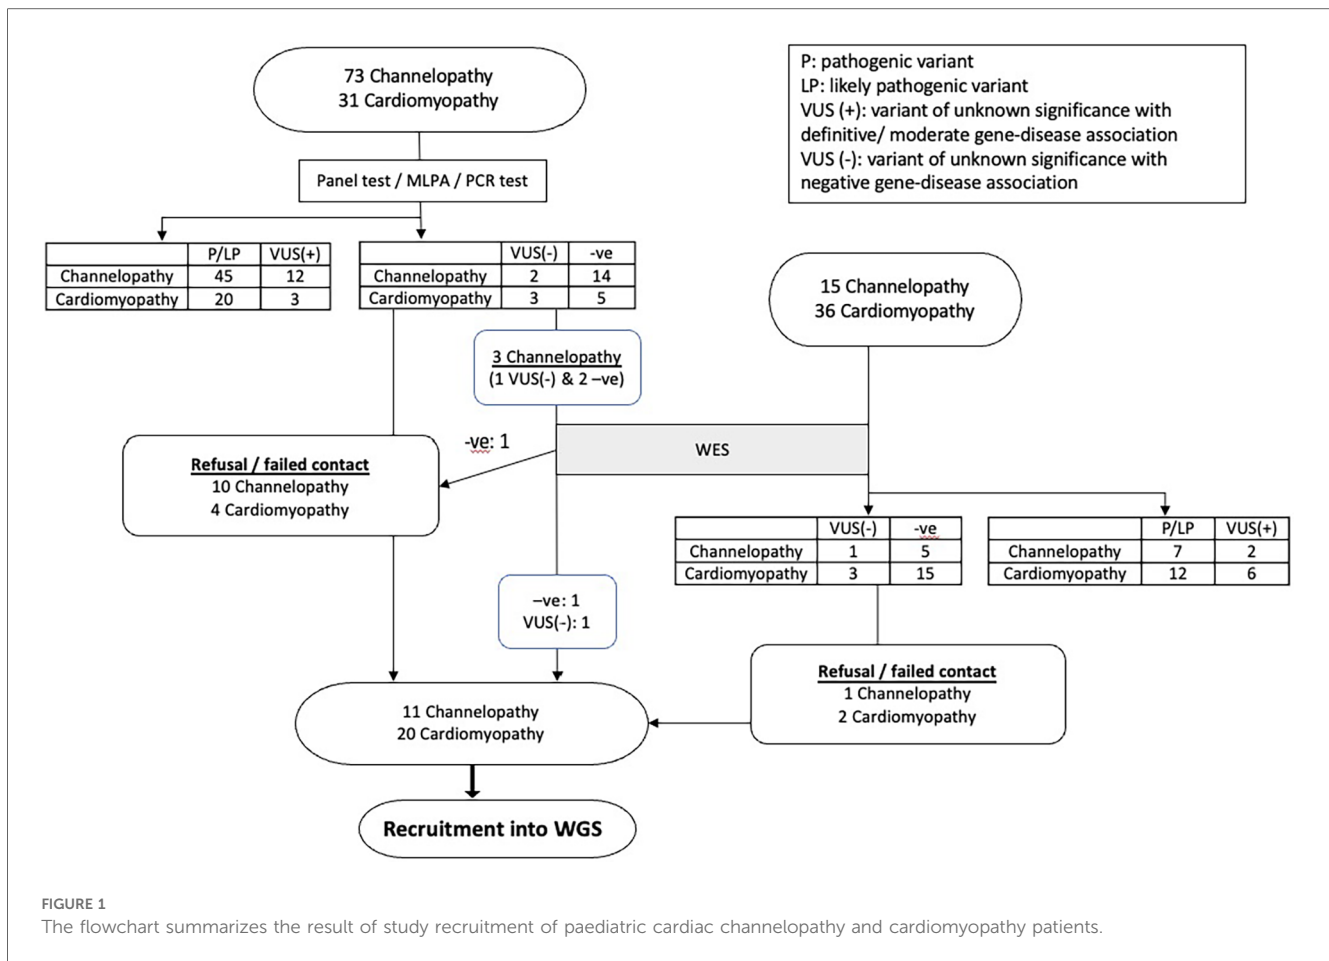 73 Channelopathy
31 Cardiomyopathy
P: pathogenic variant
LP: likely pathogenic variant
VUS (+): variant of unknown significance with
definitive/ moderate gene-disease association
VUS (-): variant of unknown significance with
negative gene-disease association
Panel test / MLPA / PCR test
P/LP VUS(+)
Channelopathy 45 12
Cardiomyopathy 20 3
VUS(-) -ve
Channelopathy 2 14
Cardiomyopathy 3 5
15 Channelopathy
36 Cardiomyopathy
3 Channelopathy
(1 VUS(-) & 2 –ve)
-ve: 1
WES
Refusal / failed contact
10 Channelopathy
4 Cardiomyopathy
VUS(-) -ve
Channelopathy 1 5
Cardiomyopathy 3 15
P/LP VUS(+)
Channelopathy 7 2
Cardiomyopathy 12 6
–ve: 1
VUS(-): 1
Refusal / failed contact
1 Channelopathy
2 Cardiomyopathy
11 Channelopathy
20 Cardiomyopathy
Recruitment into WGS
FIGURE 1
The flowchart summarizes the result of study recruitment of paediatric cardiac channelopathy and cardiomyopathy patients.